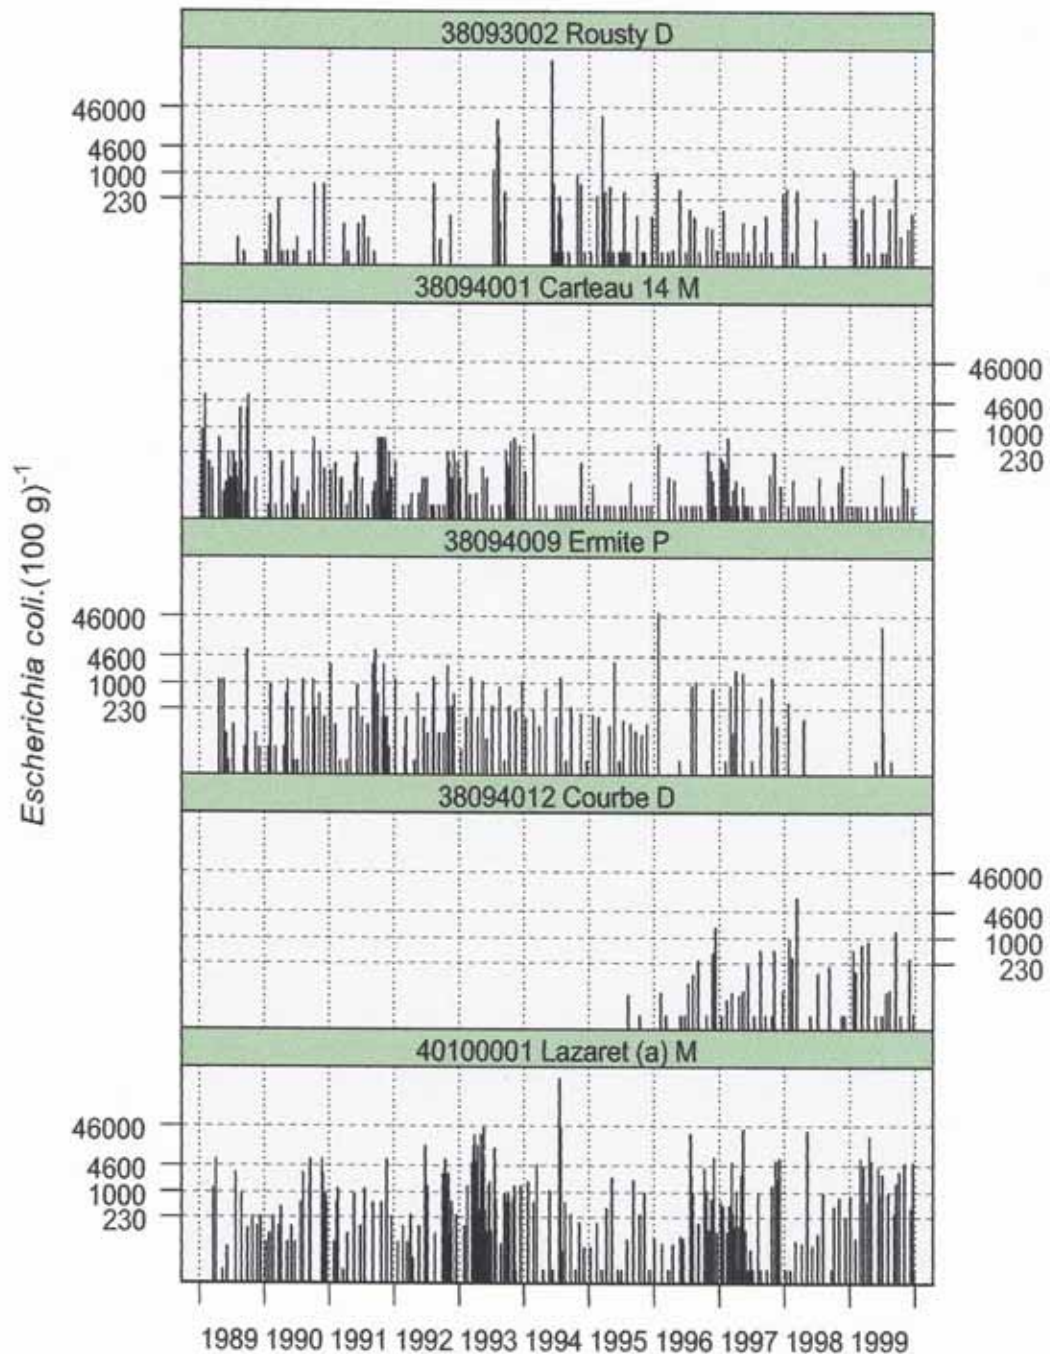 38093002 Rousty D
46000
4600
1000
230
38094001 Carteau 14 M
46000
4600
1000
230
38094009 Ermite P
46000
4600
1000
230
38094012 Courbe D
46000
4600
1000
230
40100001 Lazaret (a) M
46000
4600
1000
230
Escherichia coli.(100 g)⁻¹
1989 1990 1991 1992 1993 1994 1995 1996 1997 1998 1999